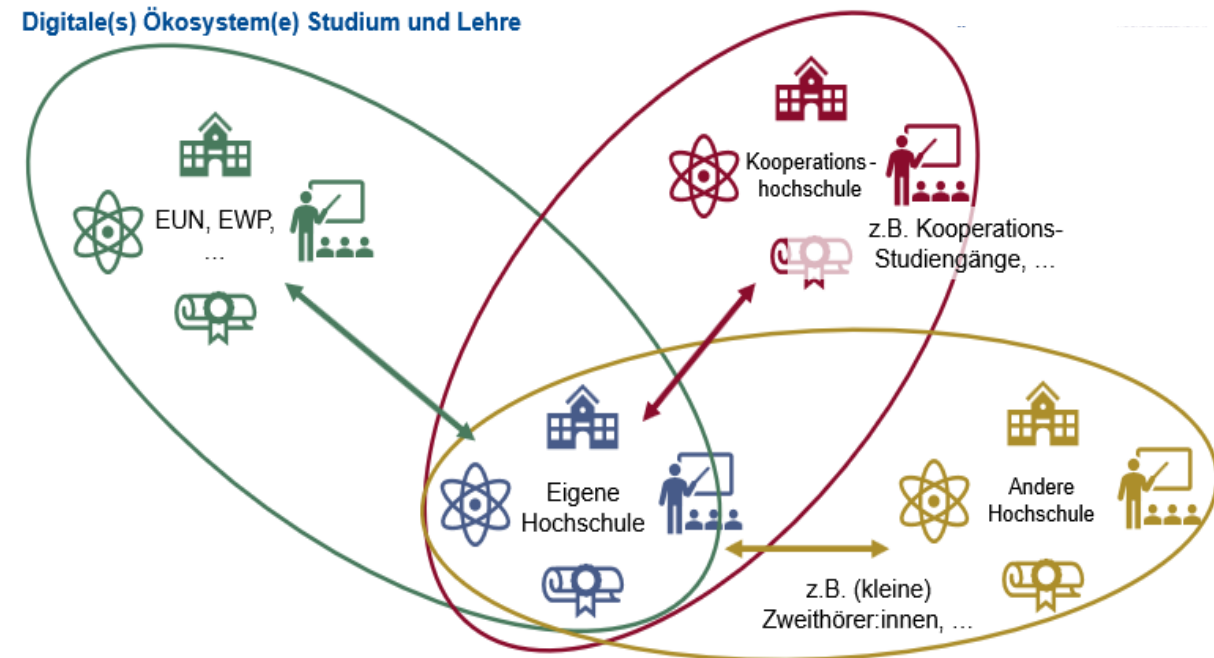 Digitale(s) Ökosystem(e) Studium und Lehre
EUN, EWP,
...
Kooperations-
hochschule
z.B. Kooperations-
Studiengänge, ...
Eigene
Hochschule
Andere
Hochschule
z.B. (kleine)
Zweithörer:innen, ...